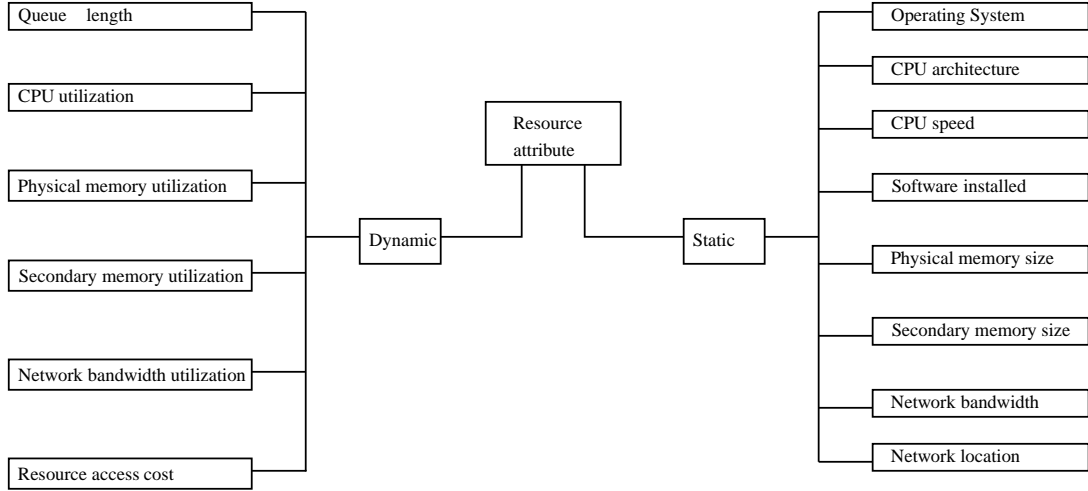 Resource
attribute
Dynamic
Queue length
CPU utilization
Physical memory utilization
Secondary memory utilization
Network bandwidth utilization
Resource access cost
Static
Operating System
CPU architecture
CPU speed
Software installed
Physical memory size
Secondary memory size
Network bandwidth
Network location